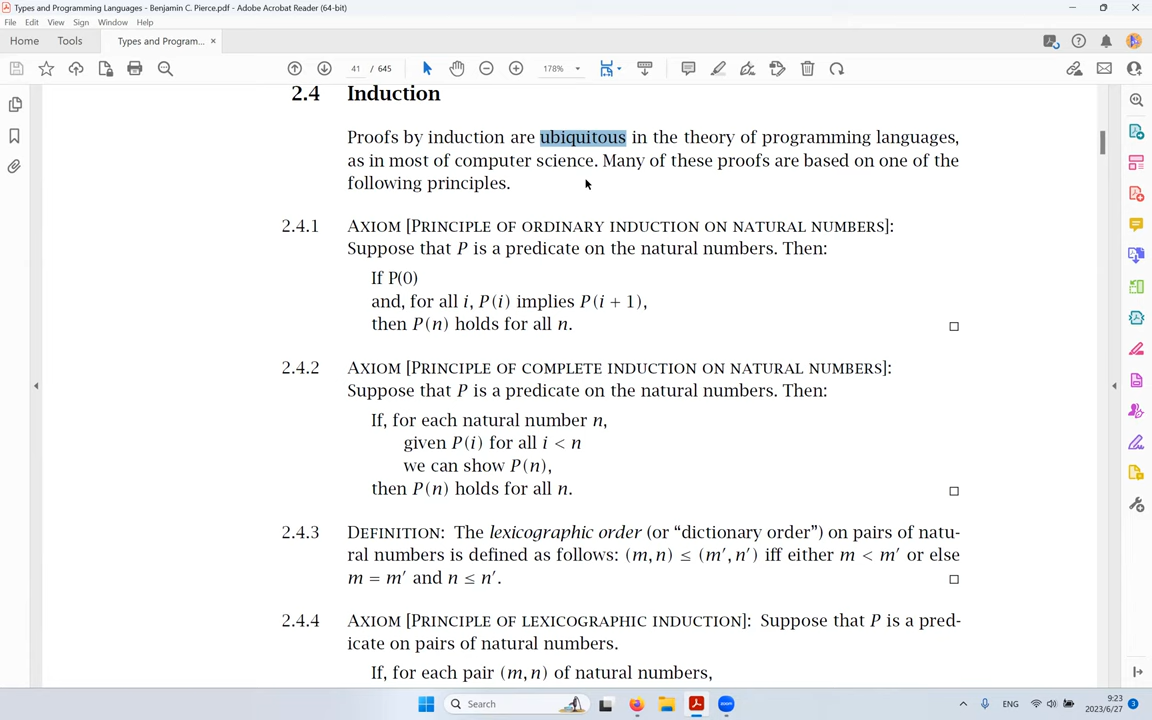 Types and Programming Languages - Benjamin C. Pierce.pdf - Adobe Acrobat Reader (64-bit)
File Edit View Sign Window Help
Home Tools Types and Program... ×
41 / 645 178%
2.4 Induction
Proofs by induction are ubiquitous in the theory of programming languages,
as in most of computer science. Many of these proofs are based on one of the
following principles.
2.4.1 AXIOM [PRINCIPLE OF ORDINARY INDUCTION ON NATURAL NUMBERS]:
Suppose that P is a predicate on the natural numbers. Then:
If P(0)
and, for all i, P(i) implies P(i + 1),
then P(n) holds for all n. □
2.4.2 AXIOM [PRINCIPLE OF COMPLETE INDUCTION ON NATURAL NUMBERS]:
Suppose that P is a predicate on the natural numbers. Then:
If, for each natural number n,
given P(i) for all i < n
we can show P(n),
then P(n) holds for all n. □
2.4.3 DEFINITION: The lexicographic order (or “dictionary order”) on pairs of natu-
ral numbers is defined as follows: (m, n) ≤ (m′, n′) iff either m < m′ or else
m = m′ and n ≤ n′. □
2.4.4 AXIOM [PRINCIPLE OF LEXICOGRAPHIC INDUCTION]: Suppose that P is a pred-
icate on pairs of natural numbers.
If, for each pair (m, n) of natural numbers,
Search
zoom
ENG
9:23
2023/6/27
3